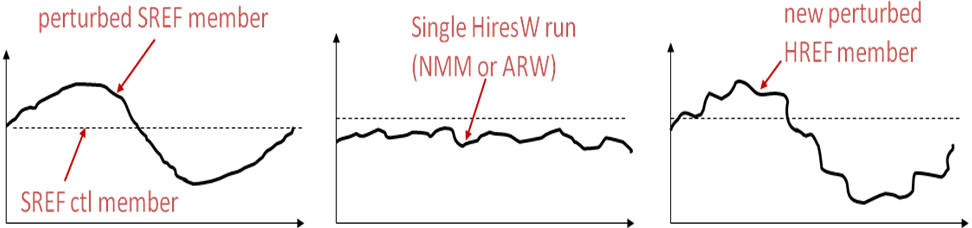 perturbed SREF member
SREF ctl member
Single HiresW run
(NMM or ARW)
new perturbed
HREF member